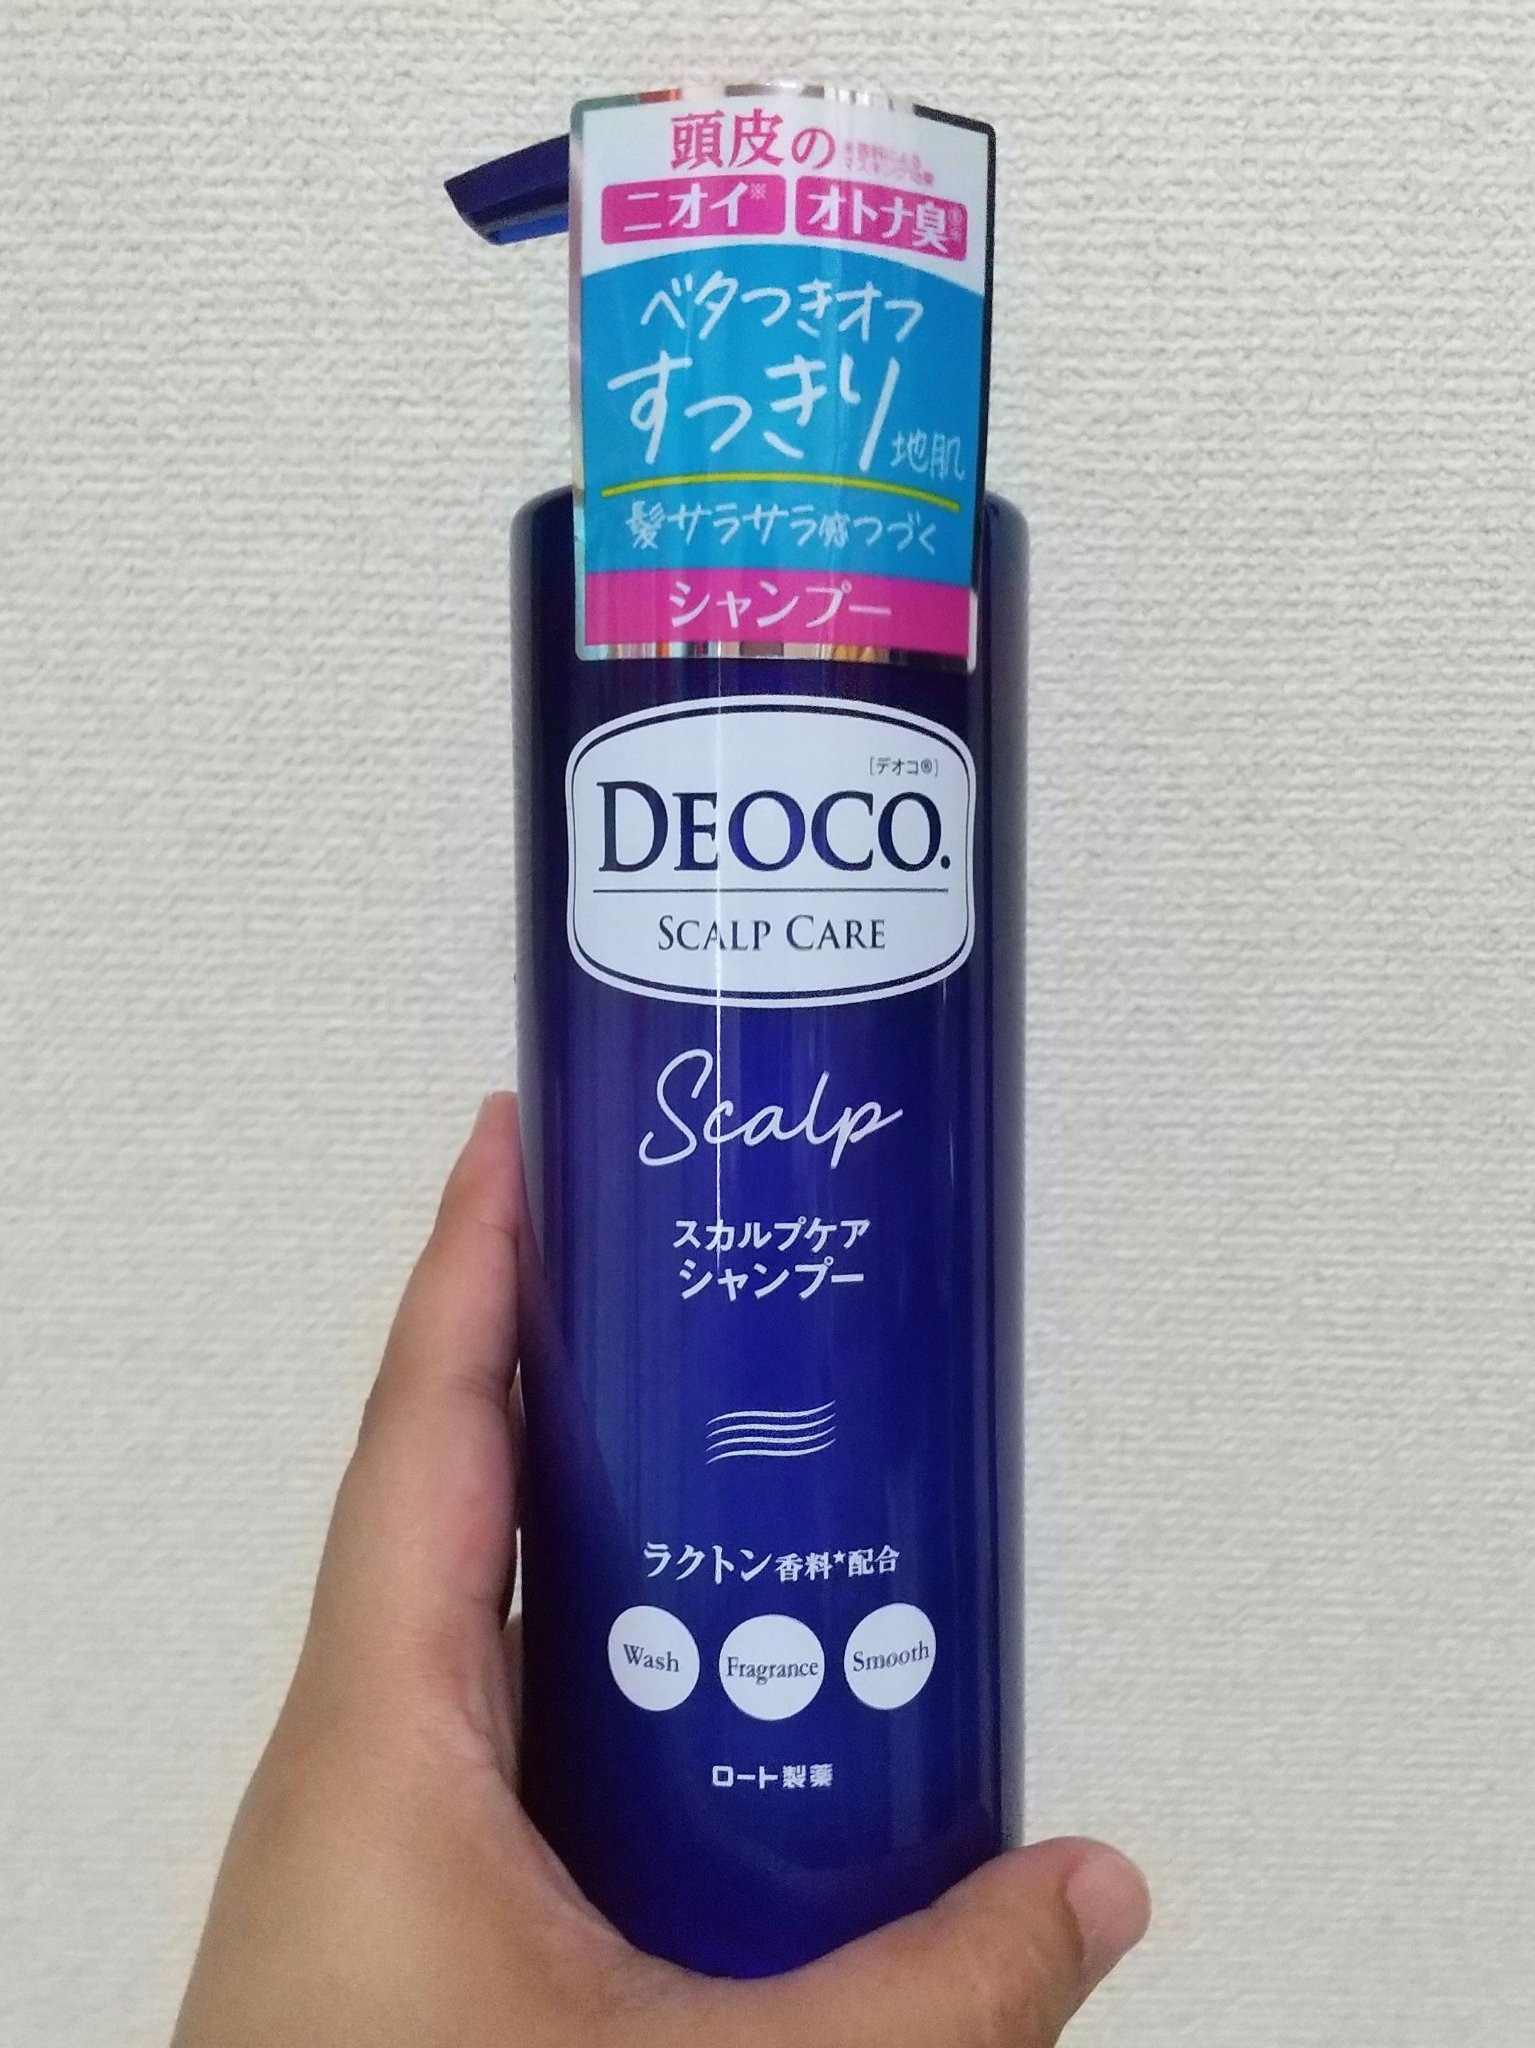 頭皮の
ニオイ※ オトナ臭
ベタつきオフ
すっきり地肌
髪サラサラ感つづく
シャンプー
[デオコ®]
DEOCO.
SCALP CARE
Scalp
スカルプケア
シャンプー
ラクトン香料★配合
Wash Fragrance Smooth
ロート製薬